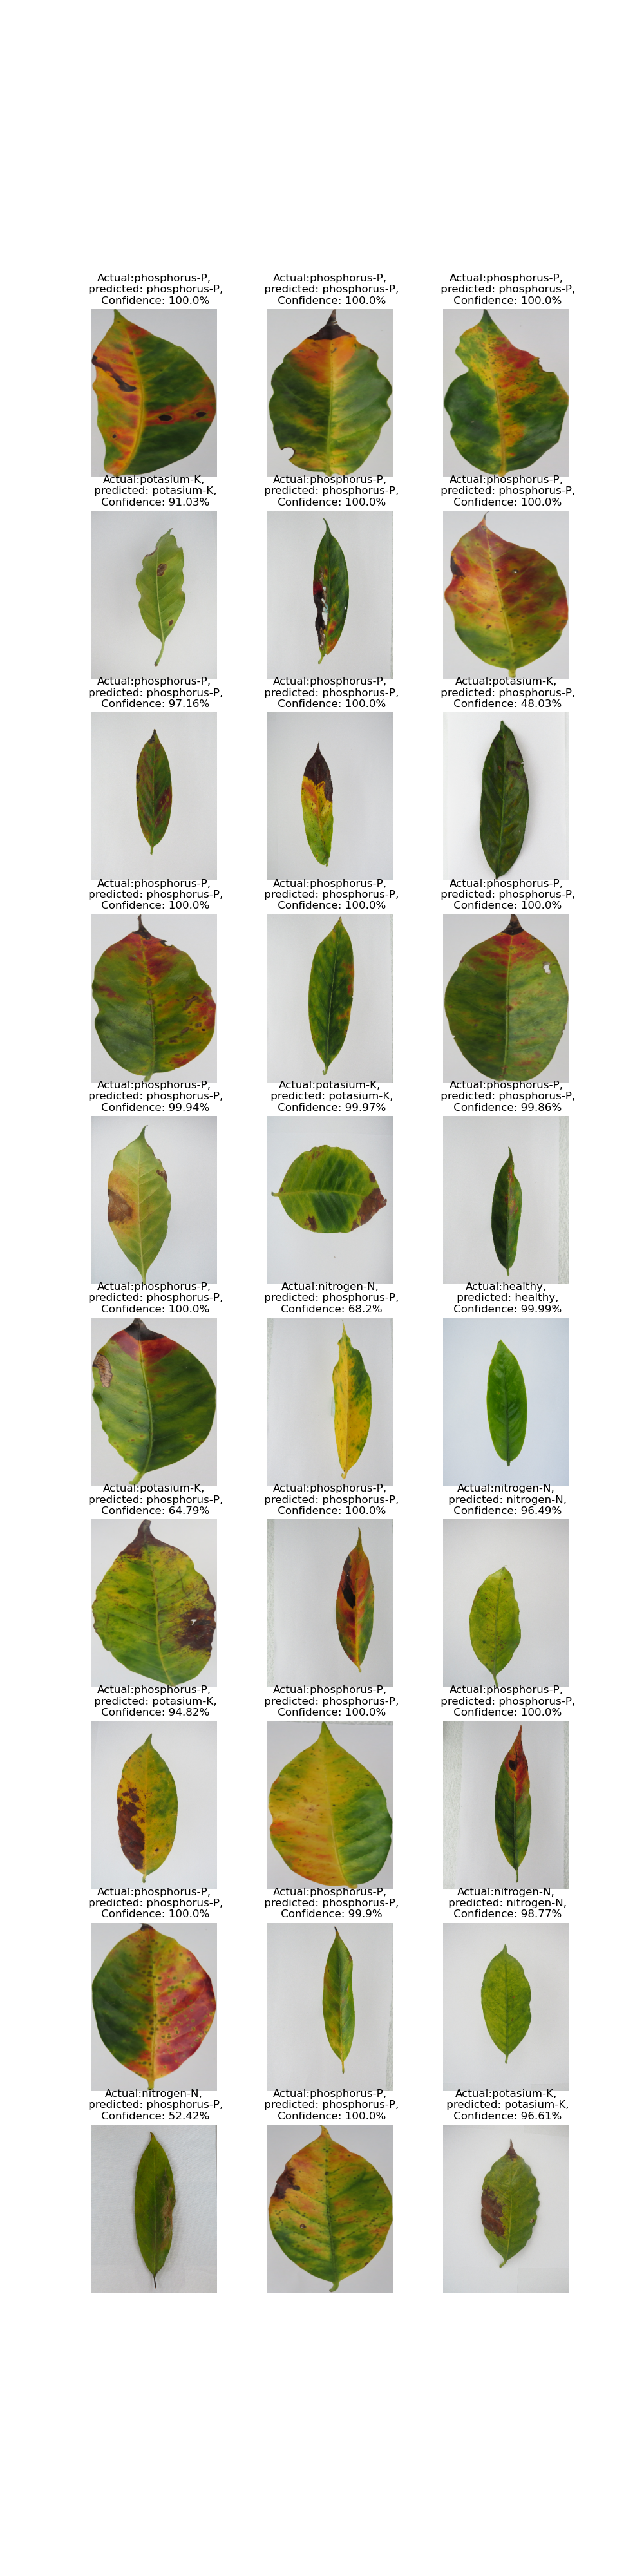 Actual:phosphorus-P,
predicted: phosphorus-P,
Confidence: 100.0%
Actual:phosphorus-P,
predicted: phosphorus-P,
Confidence: 100.0%
Actual:phosphorus-P,
predicted: phosphorus-P,
Confidence: 100.0%
Actual:potasium-K,
predicted: potasium-K,
Confidence: 91.03%
Actual:phosphorus-P,
predicted: phosphorus-P,
Confidence: 100.0%
Actual:phosphorus-P,
predicted: phosphorus-P,
Confidence: 100.0%
Actual:phosphorus-P,
predicted: phosphorus-P,
Confidence: 97.16%
Actual:phosphorus-P,
predicted: phosphorus-P,
Confidence: 100.0%
Actual:potasium-K,
predicted: phosphorus-P,
Confidence: 48.03%
Actual:phosphorus-P,
predicted: phosphorus-P,
Confidence: 100.0%
Actual:phosphorus-P,
predicted: phosphorus-P,
Confidence: 100.0%
Actual:phosphorus-P,
predicted: phosphorus-P,
Confidence: 100.0%
Actual:phosphorus-P,
predicted: phosphorus-P,
Confidence: 99.94%
Actual:potasium-K,
predicted: potasium-K,
Confidence: 99.97%
Actual:phosphorus-P,
predicted: phosphorus-P,
Confidence: 99.86%
Actual:phosphorus-P,
predicted: phosphorus-P,
Confidence: 100.0%
Actual:nitrogen-N,
predicted: phosphorus-P,
Confidence: 68.2%
Actual:healthy,
predicted: healthy,
Confidence: 99.99%
Actual:potasium-K,
predicted: phosphorus-P,
Confidence: 64.79%
Actual:phosphorus-P,
predicted: phosphorus-P,
Confidence: 100.0%
Actual:nitrogen-N,
predicted: nitrogen-N,
Confidence: 96.49%
Actual:phosphorus-P,
predicted: potasium-K,
Confidence: 94.82%
Actual:phosphorus-P,
predicted: phosphorus-P,
Confidence: 100.0%
Actual:phosphorus-P,
predicted: phosphorus-P,
Confidence: 100.0%
Actual:phosphorus-P,
predicted: phosphorus-P,
Confidence: 100.0%
Actual:phosphorus-P,
predicted: phosphorus-P,
Confidence: 99.9%
Actual:nitrogen-N,
predicted: nitrogen-N,
Confidence: 98.77%
Actual:nitrogen-N,
predicted: phosphorus-P,
Confidence: 52.42%
Actual:phosphorus-P,
predicted: phosphorus-P,
Confidence: 100.0%
Actual:potasium-K,
predicted: potasium-K,
Confidence: 96.61%